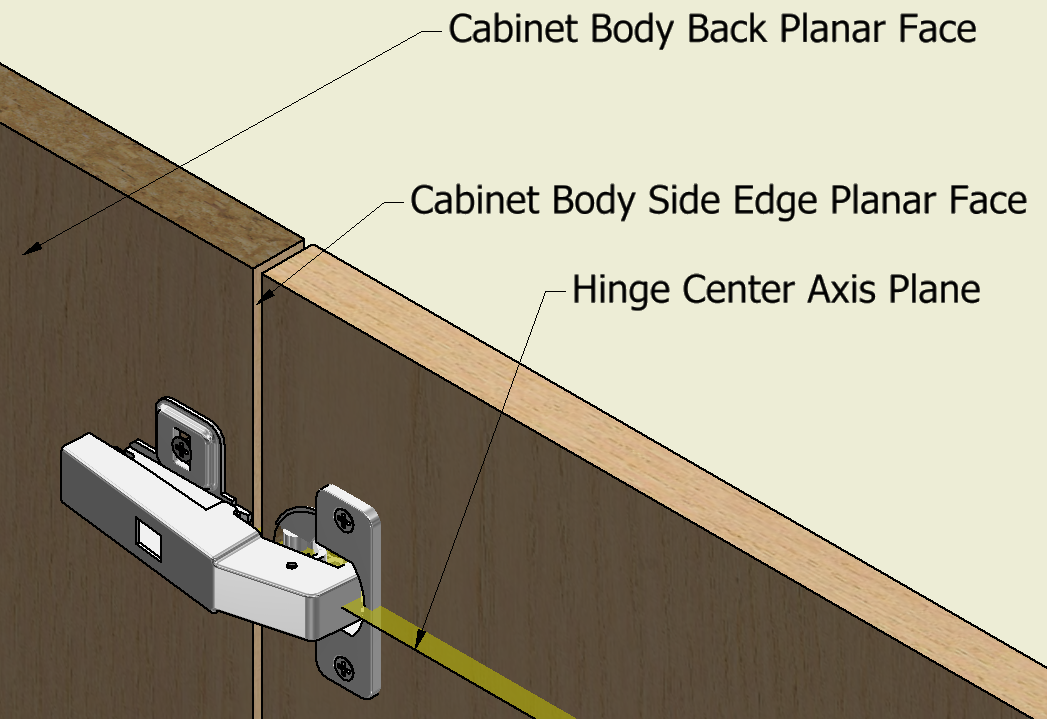 Cabinet Body Back Planar Face
Cabinet Body Side Edge Planar Face
Hinge Center Axis Plane